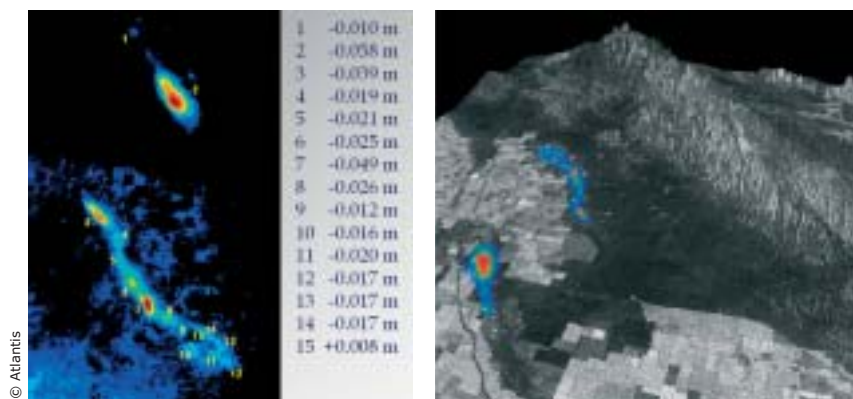 1 -0.010 m
2 -0.058 m
3 -0.039 m
4 -0.019 m
5 -0.021 m
6 -0.025 m
7 -0.049 m
8 -0.026 m
9 -0.012 m
10 -0.016 m
11 -0.020 m
12 -0.017 m
13 -0.017 m
14 -0.017 m
15 +0.008 m
© Atlantis